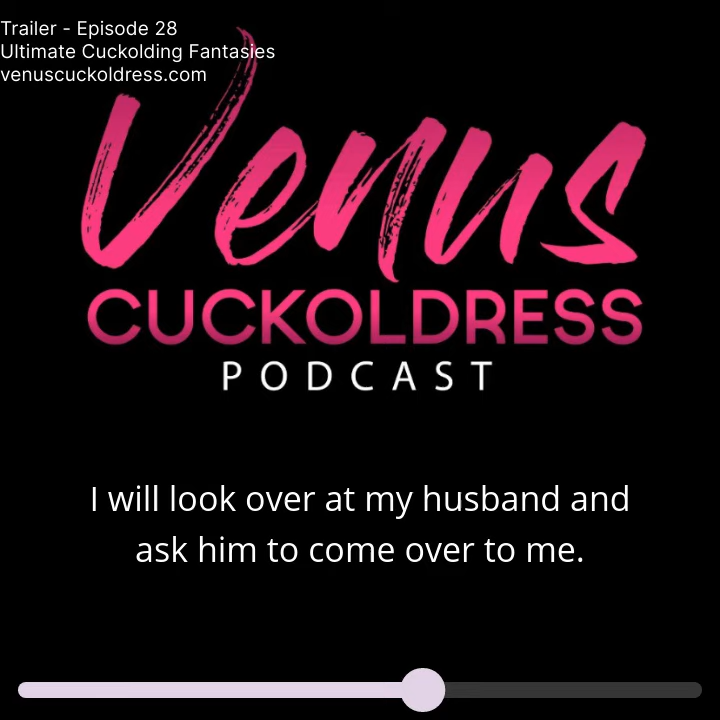 Trailer - Episode 28
Ultimate Cuckolding Fantasies
venuscuckoldress.com
Venus
CUCKOLDRESS
PODCAST
I will look over at my husband and
ask him to come over to me.